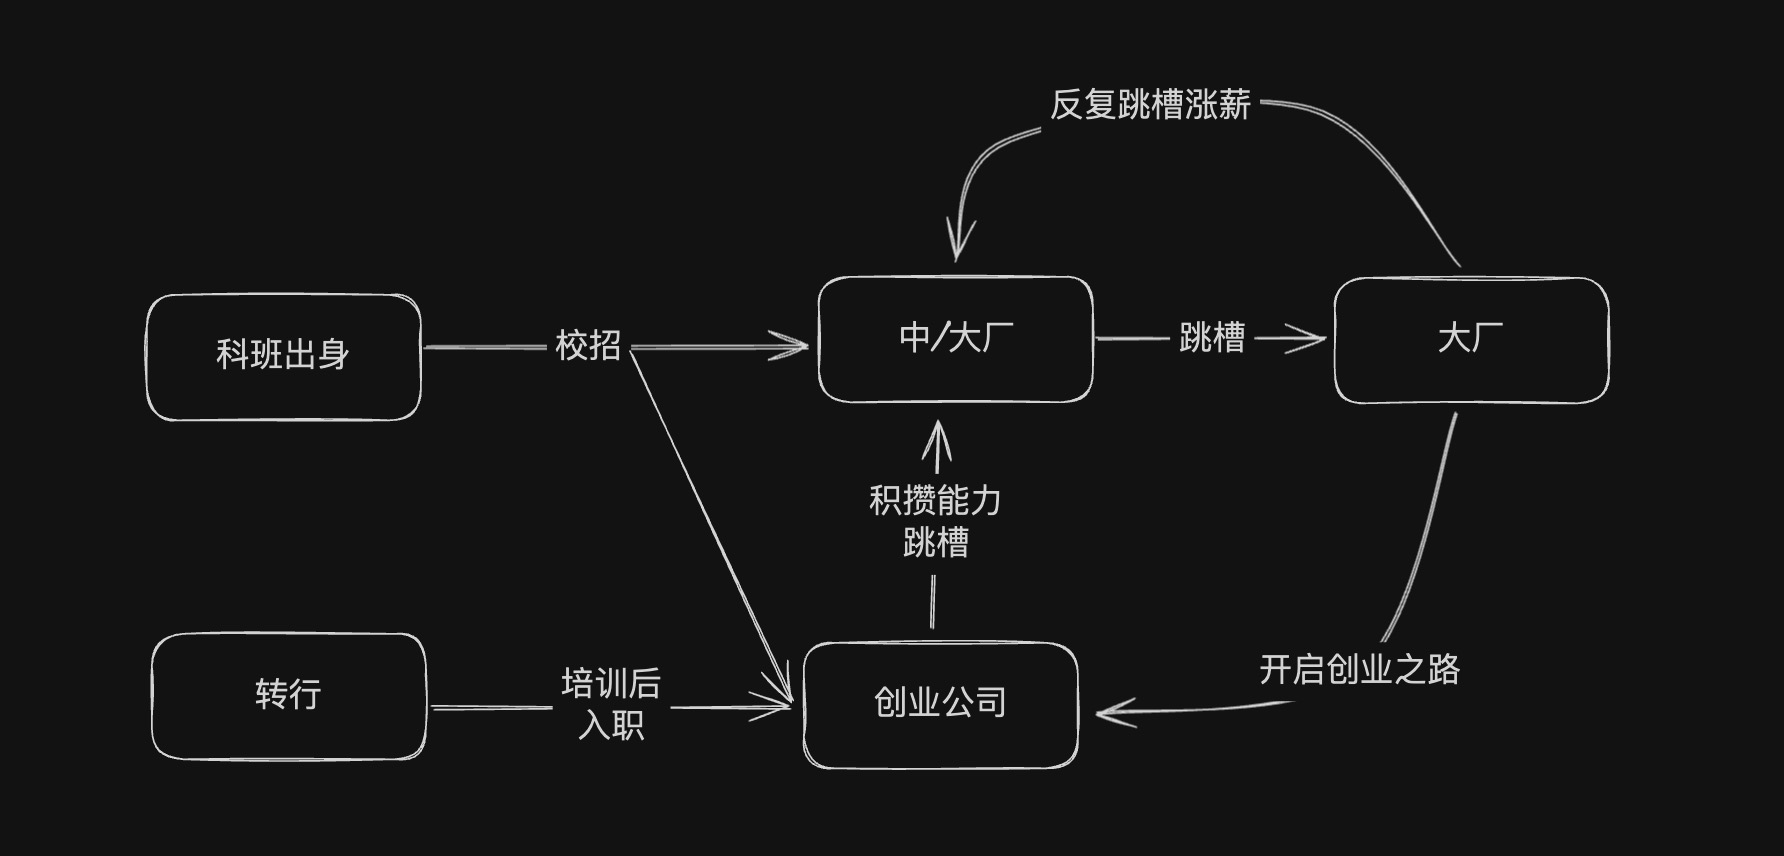 反复跳槽涨薪
科班出身
校招
中/大厂
跳槽
大厂
积攒能力
跳槽
转行
培训后
入职
创业公司
开启创业之路